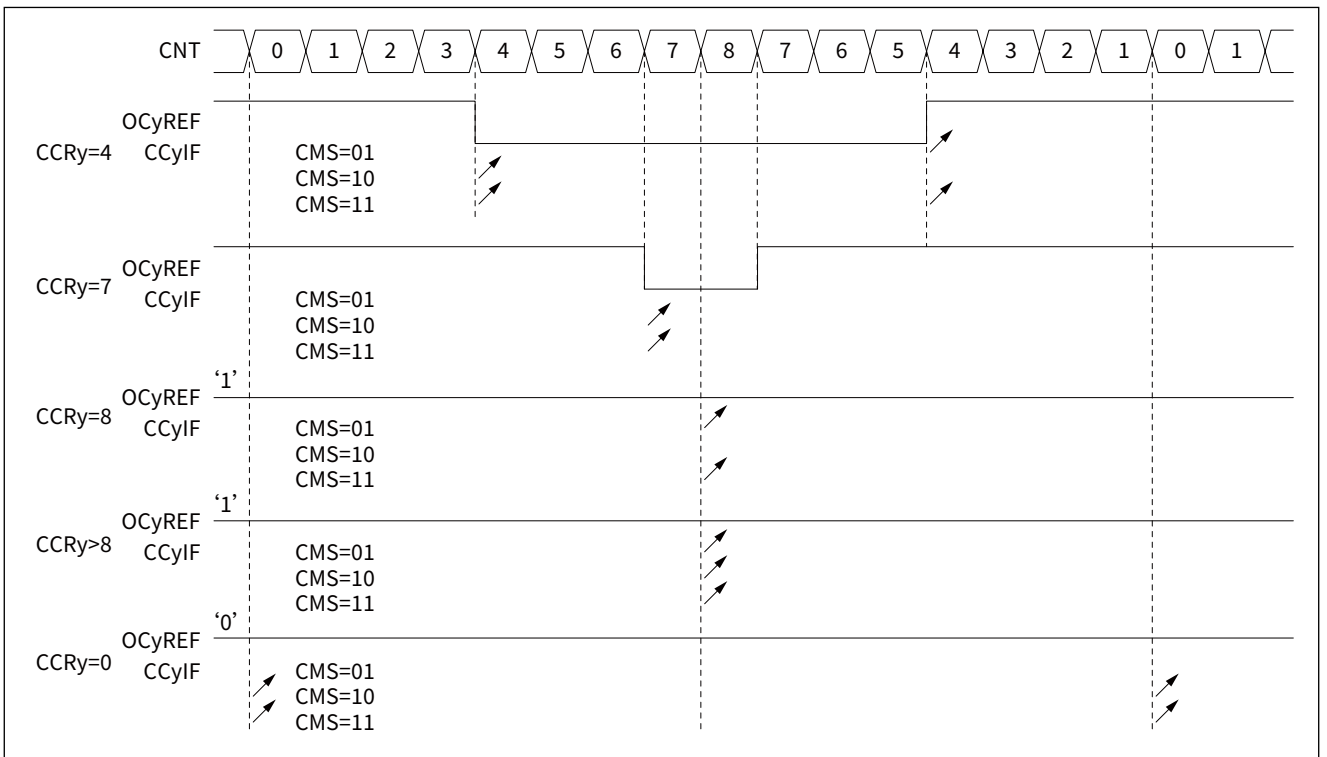 CNT 0 1 2 3 4 5 6 7 8 7 6 5 4 3 2 1 0 1
OCyREF
CCRy=4 CCyIF CMS=01
CMS=10
CMS=11
OCyREF
CCRy=7 CCyIF CMS=01
CMS=10
CMS=11
‘1’
OCyREF
CCRy=8 CCyIF CMS=01
CMS=10
CMS=11
‘1’
OCyREF
CCRy>8 CCyIF CMS=01
CMS=10
CMS=11
‘0’
OCyREF
CCRy=0 CCyIF CMS=01
CMS=10
CMS=11